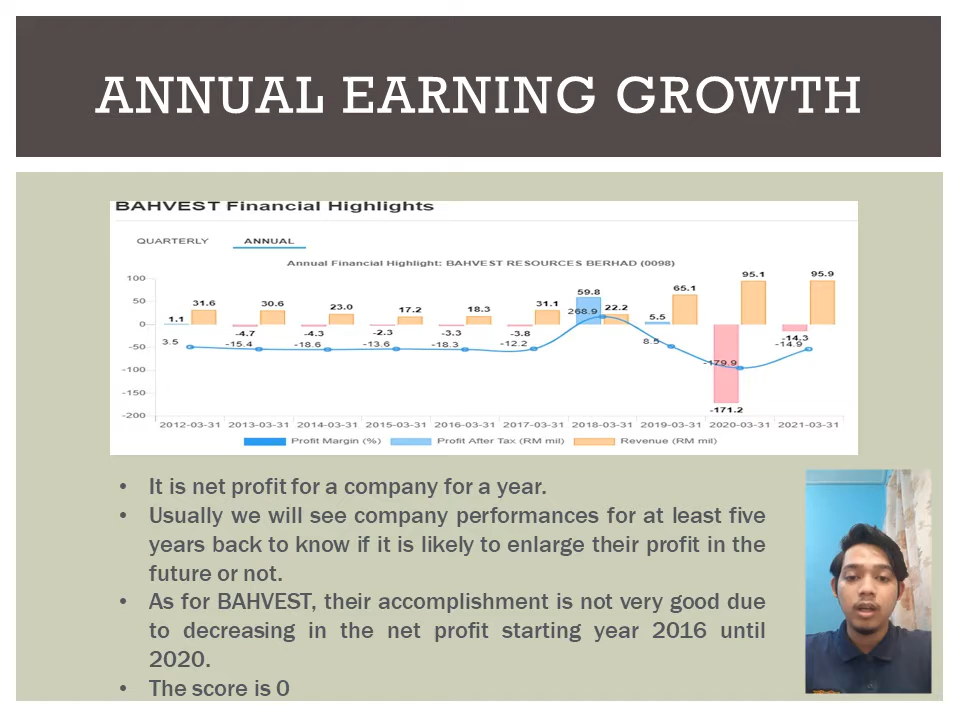 ANNUAL EARNING GROWTH
BAHVEST Financial Highlights
QUARTERLY ANNUAL
Annual Financial Highlight: BAHVEST RESOURCES BERHAD (0098)
100
50
0
-50
-100
-150
-200
1.1 31.6 -4.7 30.6 -4.3 23.0 -2.3 17.2 -3.3 18.3 -3.8 31.1 59.8 22.2 5.5 65.1 -171.2 95.1 -14.3 95.9
3.5 -15.4 -18.6 -13.6 -18.3 -12.2 268.9 8.5 -179.9 -14.9
2012-03-31 2013-03-31 2014-03-31 2015-03-31 2016-03-31 2017-03-31 2018-03-31 2019-03-31 2020-03-31 2021-03-31
Profit Margin (%) Profit After Tax (RM mil) Revenue (RM mil)
• It is net profit for a company for a year.
• Usually we will see company performances for at least five
years back to know if it is likely to enlarge their profit in the
future or not.
• As for BAHVEST, their accomplishment is not very good due
to decreasing in the net profit starting year 2016 until
2020.
• The score is 0